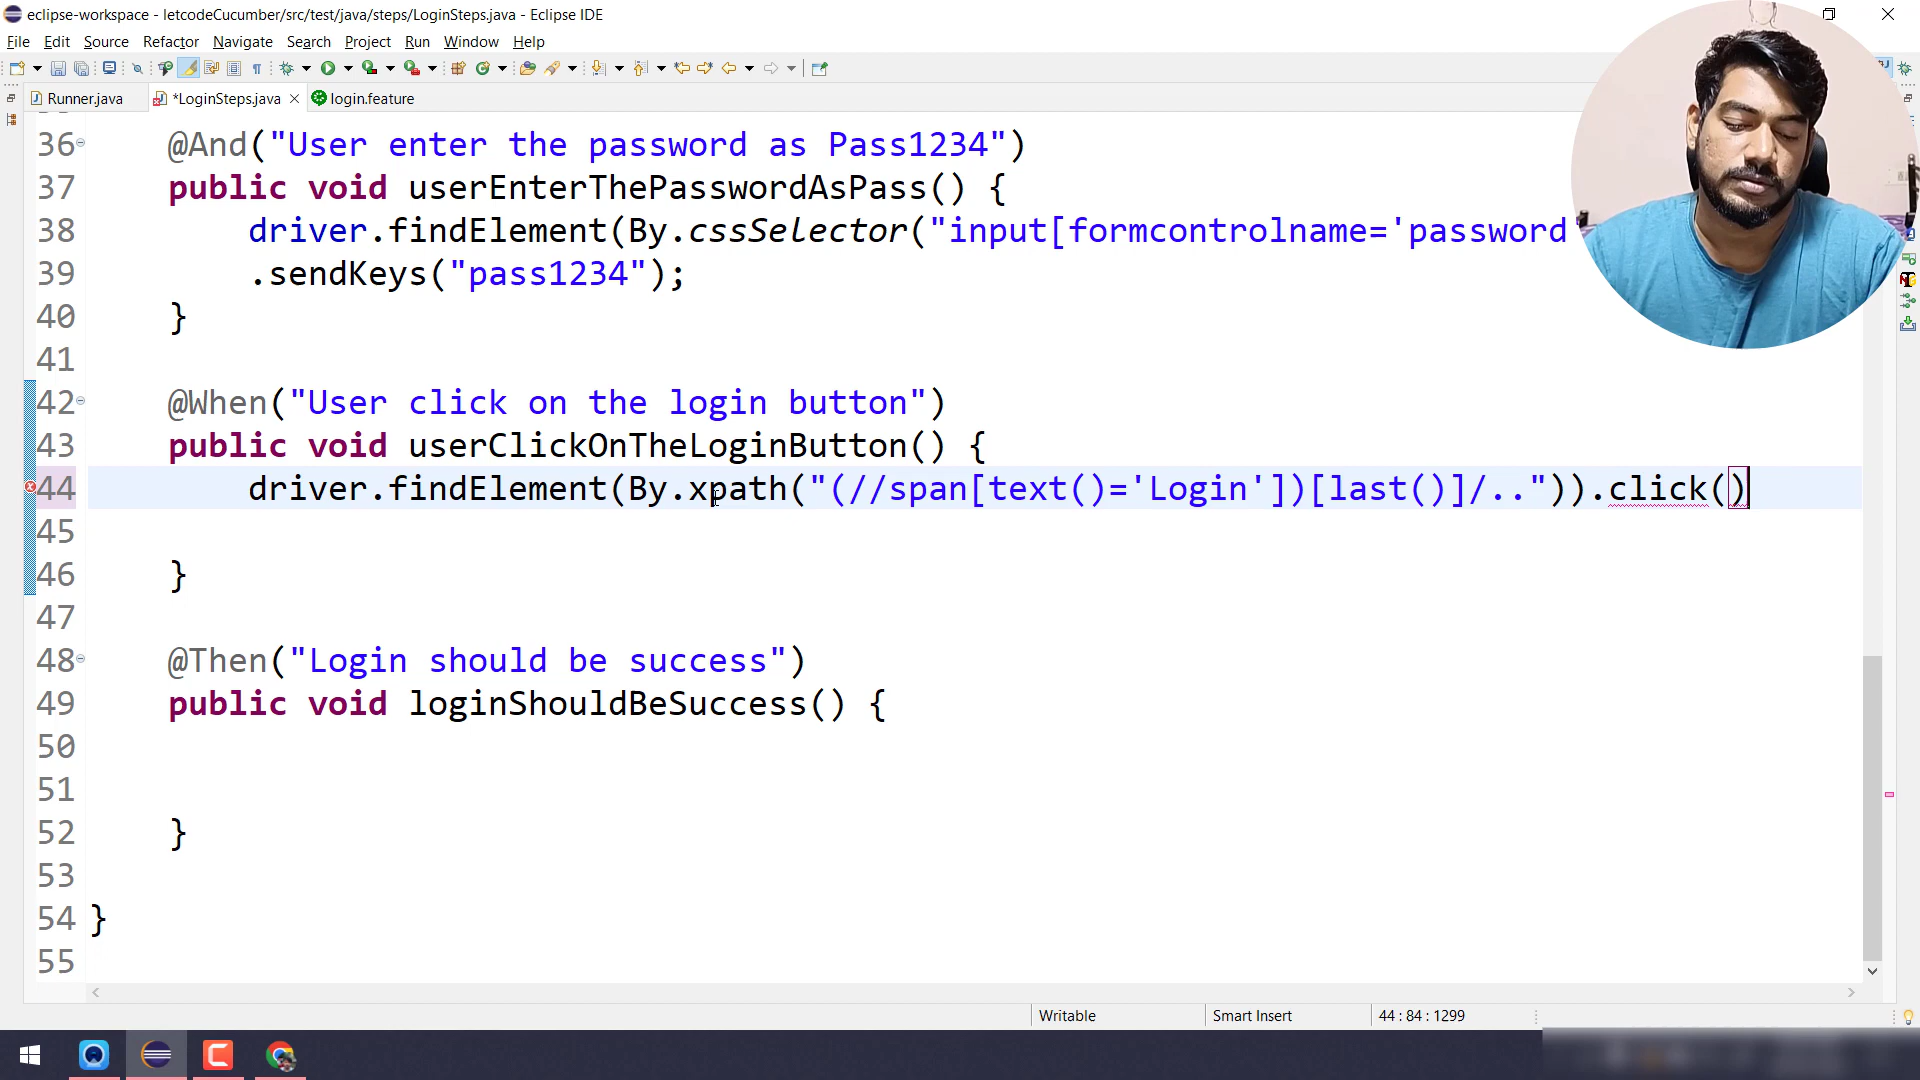 eclipse-workspace - letcodeCucumber/src/test/java/steps/LoginSteps.java - Eclipse IDE
File Edit Source Refactor Navigate Search Project Run Window Help
Runner.java *LoginSteps.java login.feature
36 @And("User enter the password as Pass1234")
37 public void userEnterThePasswordAsPass() {
38 driver.findElement(By.cssSelector("input[formcontrolname='password
39 .sendKeys("pass1234");
40 }
41
42 @When("User click on the login button")
43 public void userClickOnTheLoginButton() {
44 driver.findElement(By.xpath("(//span[text()='Login'])[last()]/..")).click()
45
46 }
47
48 @Then("Login should be success")
49 public void loginShouldBeSuccess() {
50
51
52 }
53
54 }
55
Writable Smart Insert 44 : 84 : 1299